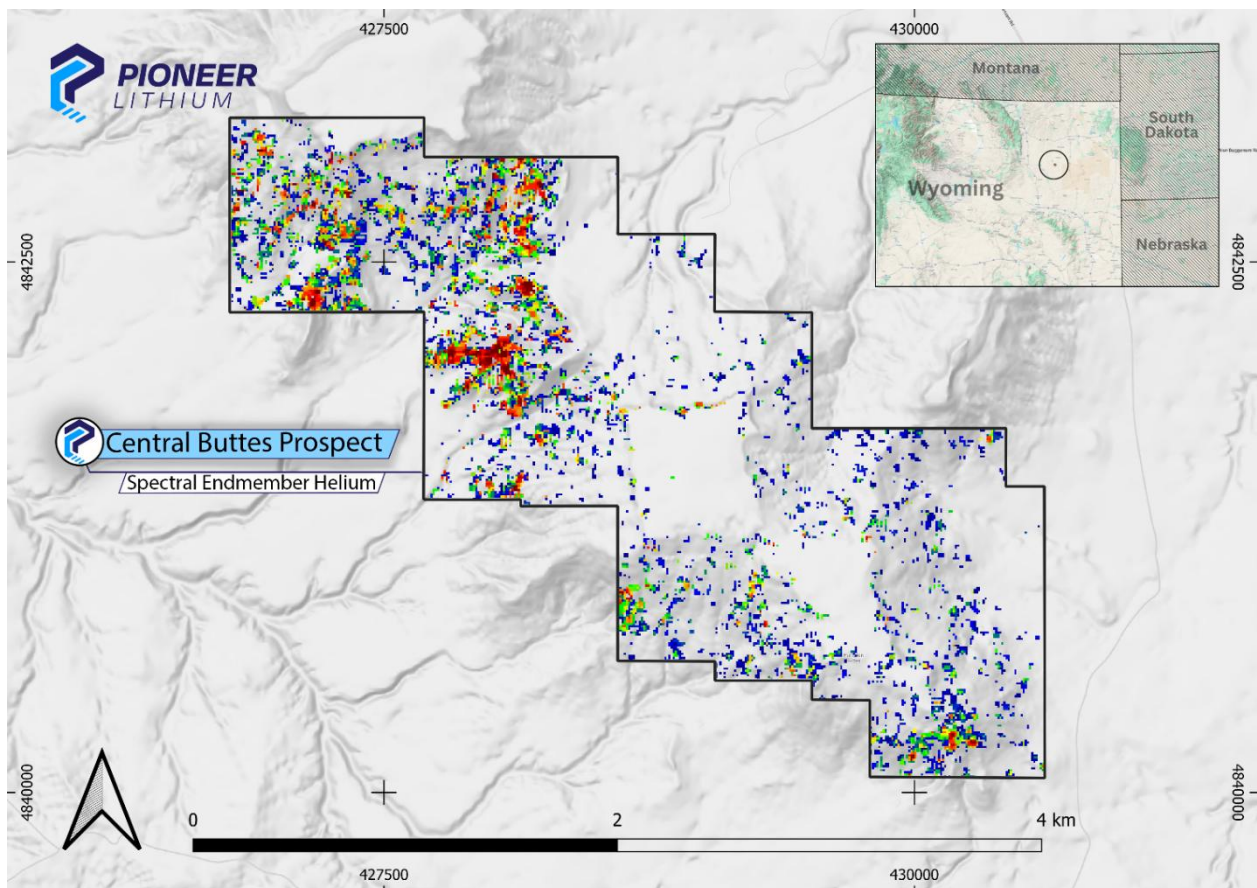 427500
430000
PIONEER
LITHIUM
Montana
South
Dakota
Wyoming
Nebraska
4842500
4842500
Central Buttes Prospect
Spectral Endmember Helium
4840000
4840000
0
2
4 km
427500
430000